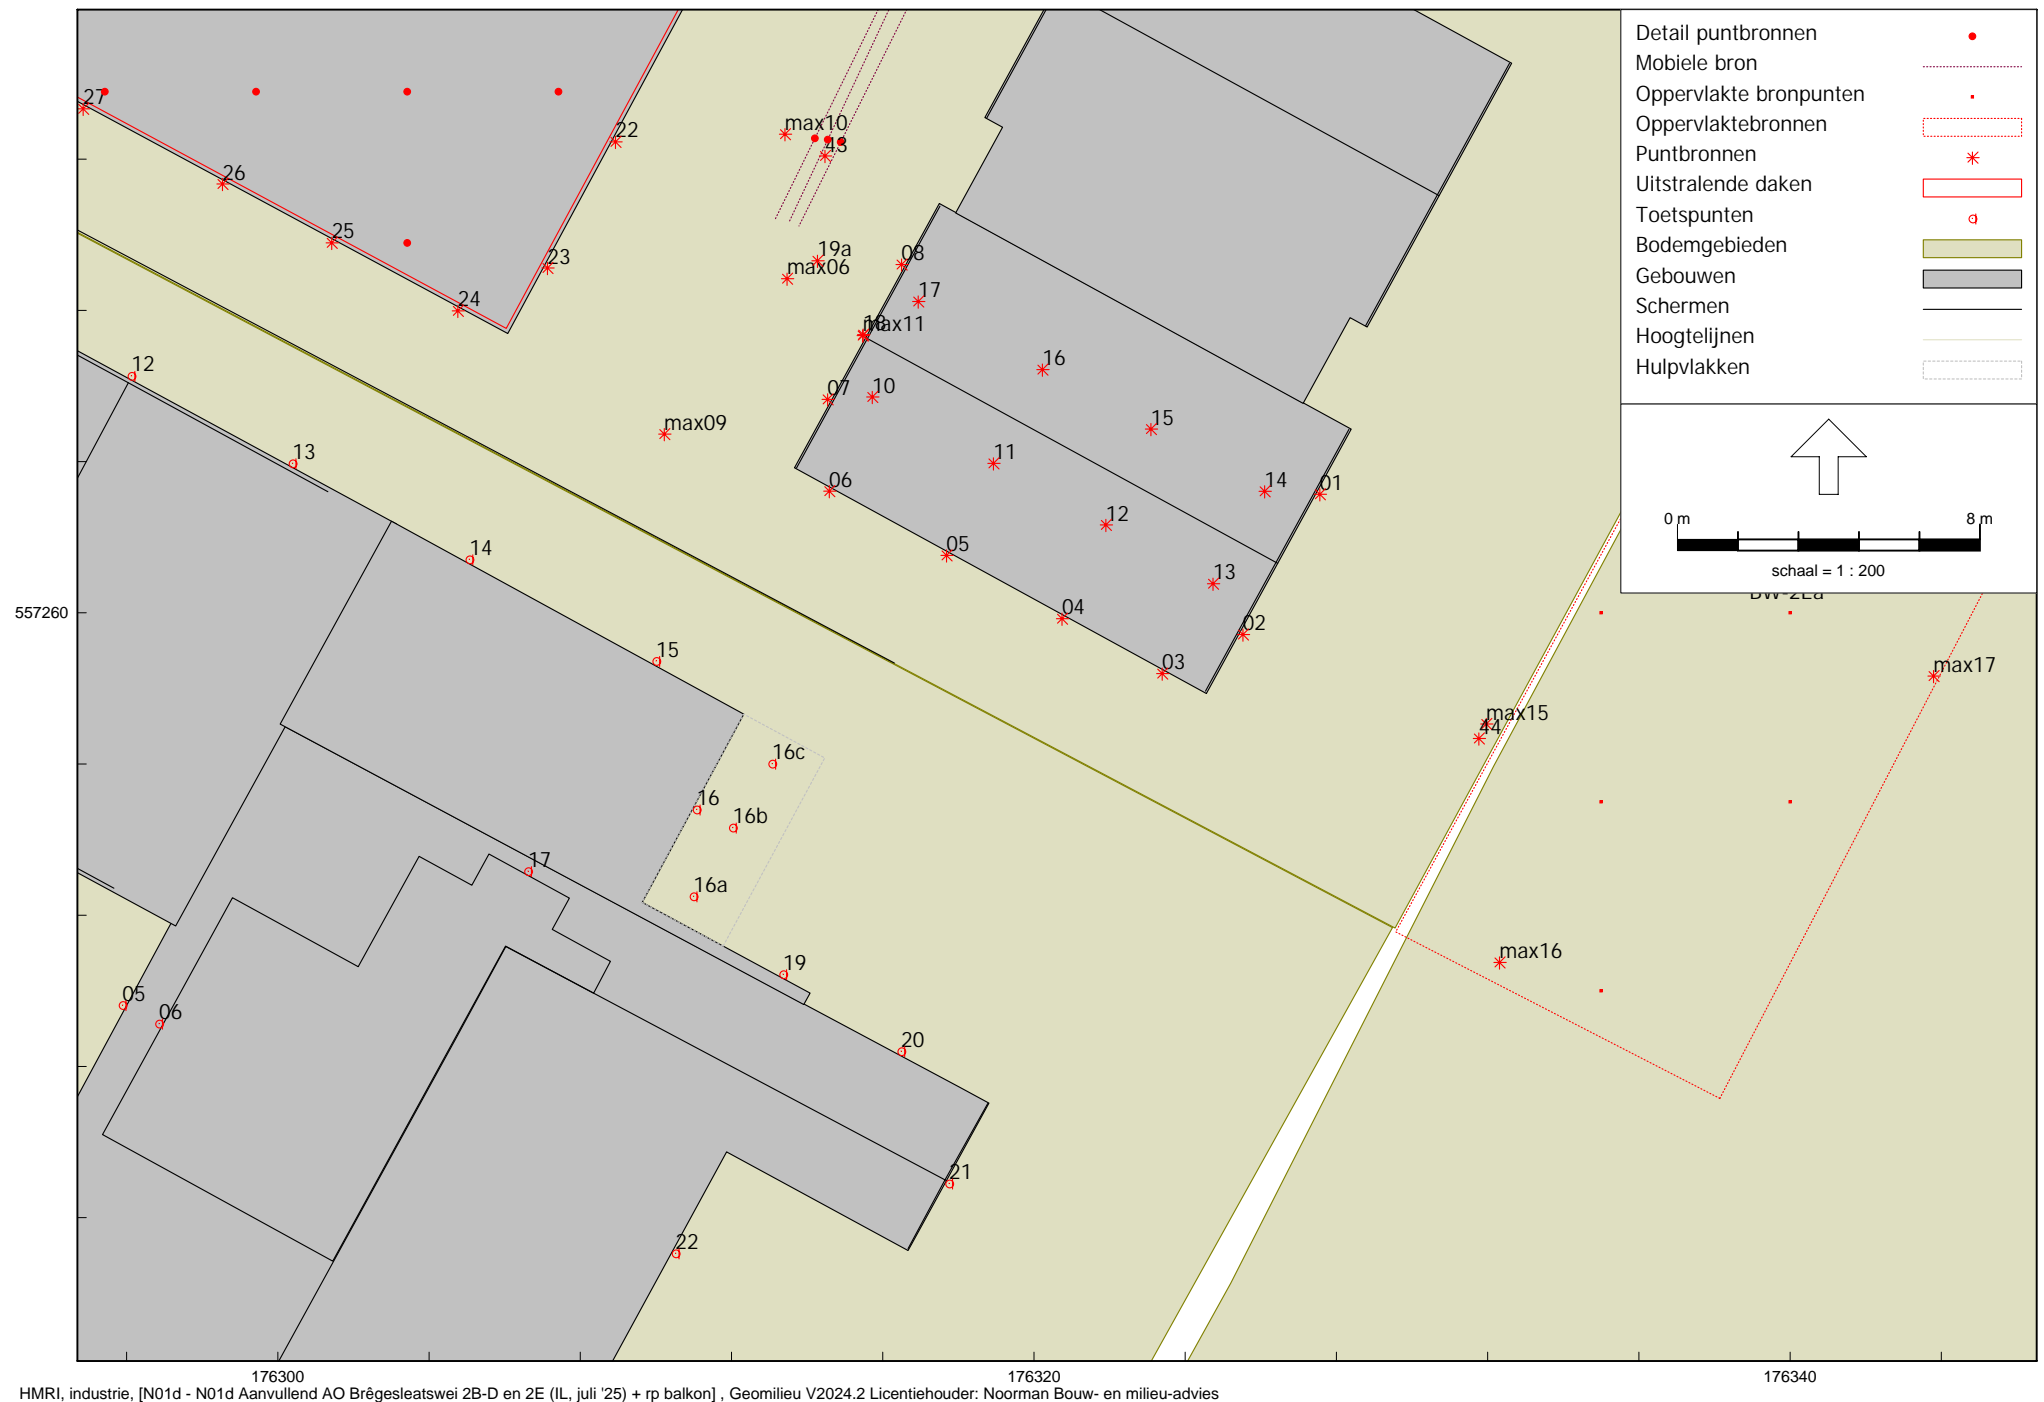 Detail puntbronnen
Mobiele bron
Oppervlakte bronpunten
Oppervlaktebronnen
Puntbronnen
Uitstralende daken
Toetspunten
Bodemgebieden
Gebouwen
Schermen
Hoogtelijnen
Hulpvlakken
0 m 8 m
schaal = 1 : 200
27
22
max10
43
26
25
23
19a
08
max06
24
17
max11
12
16
07
10
max09
15
13
11
06
14
01
12
14
05
13
557260
04
02
15
03
max17
max15
44
16c
16
16b
17
16a
max16
19
05
06
20
21
22
176300
176320
176340
HMRI, industrie, [N01d - N01d Aanvullend AO Brêgesleatswei 2B-D en 2E (IL, juli '25) + rp balkon] , Geomilieu V2024.2 Licentiehouder: Noorman Bouw- en milieu-advies